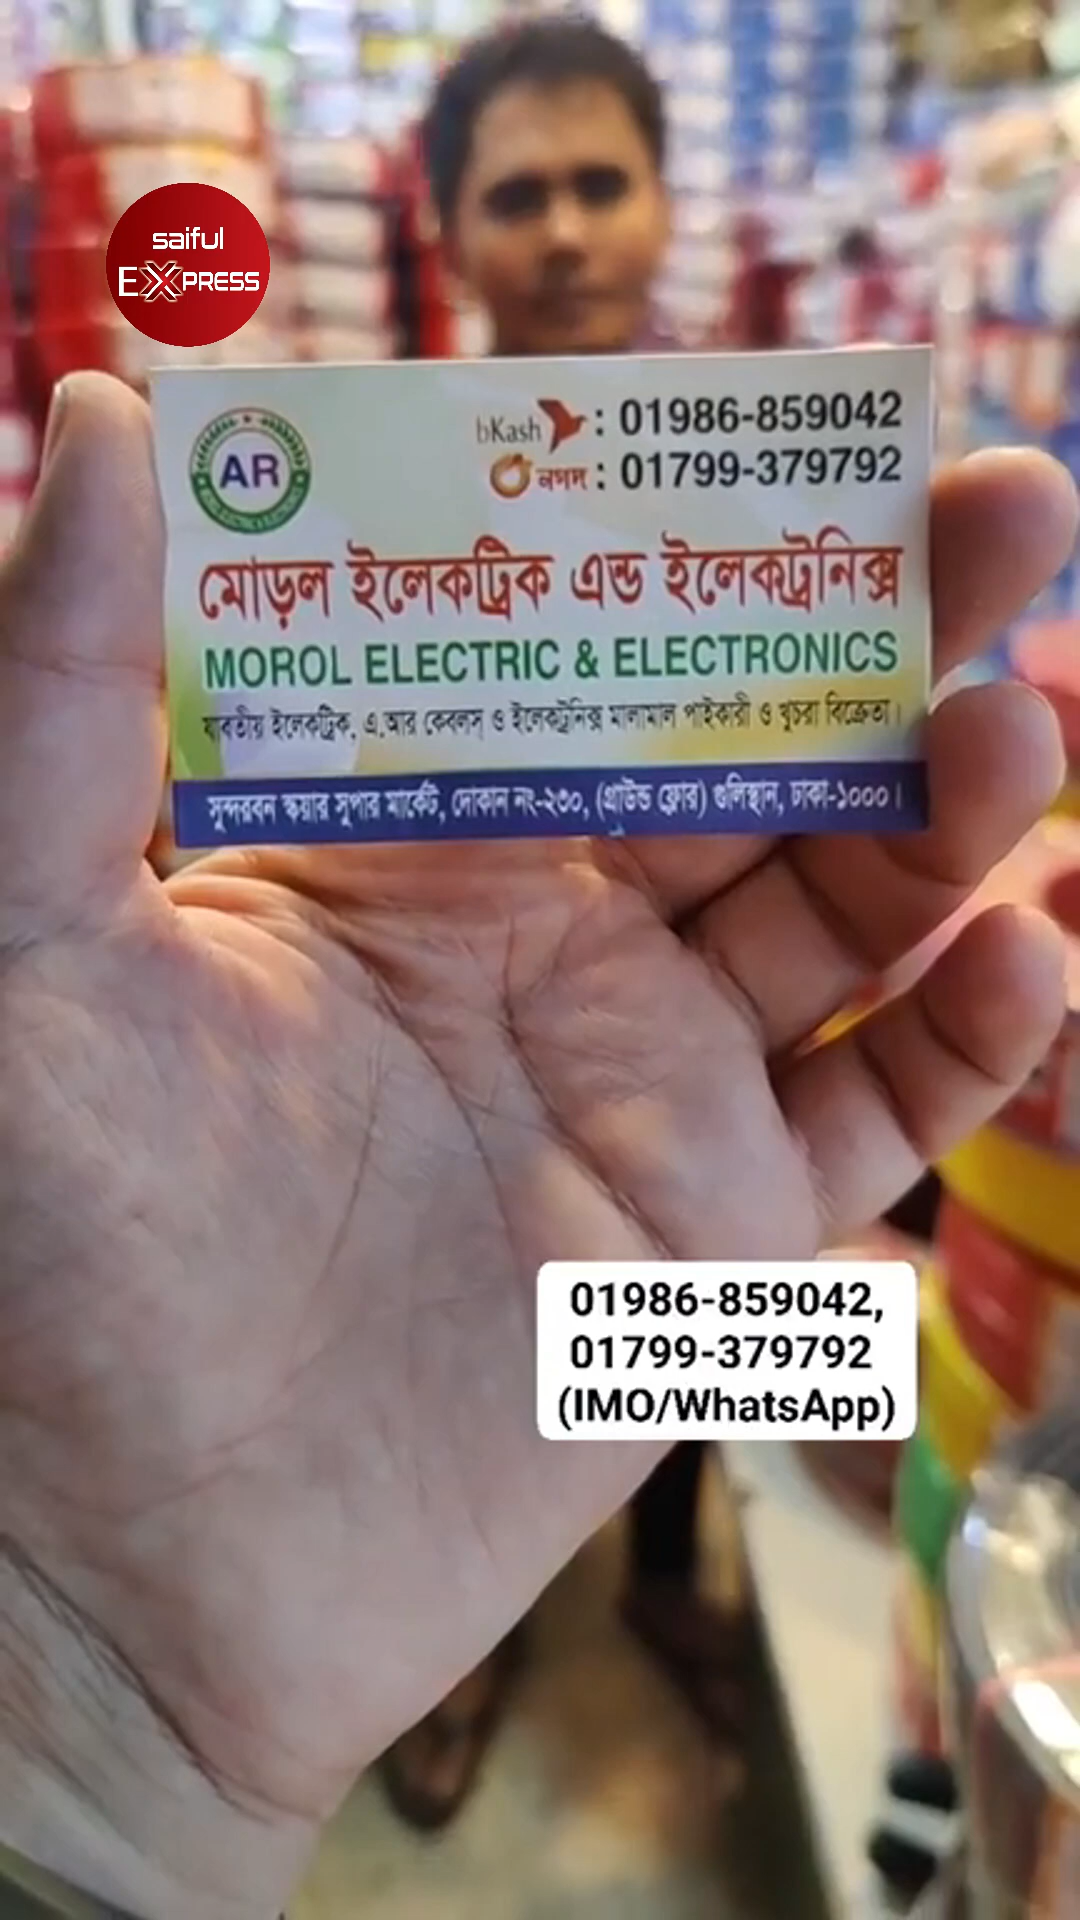 saiful
EXPRESS
AR
bKash : 01986-859042
নগদ : 01799-379792
মোড়ল ইলেকট্রিক এন্ড ইলেকট্রনিক্স
MOROL ELECTRIC & ELECTRONICS
যাবতীয় ইলেকট্রিক, এ.আর কেবলস্ ও ইলেকট্রনিক্স মালামাল পাইকারী ও খুচরা বিক্রেতা।
সুন্দরবন স্কয়ার সুপার মার্কেট, দোকান নং-২৩০, (গ্রাউন্ড ফ্লোর) গুলিস্থান, ঢাকা-১০০০।
01986-859042,
01799-379792
(IMO/WhatsApp)